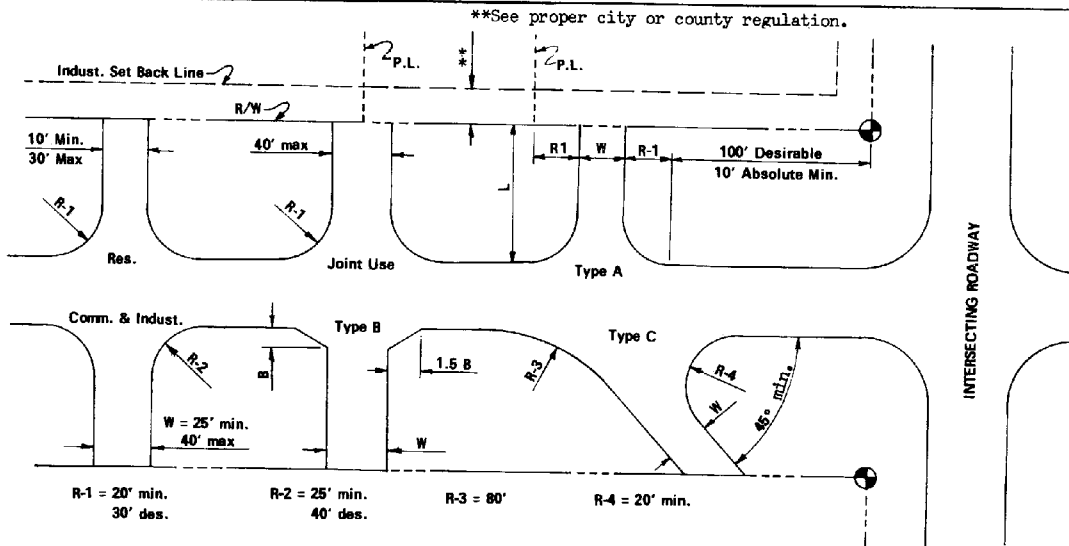 **See proper city or county regulation.
**
P.L.
P.L.
Indust. Set Back Line
R/W
10' Min.
30' Max
40' max
R1
W
R-1
100' Desirable
10' Absolute Min.
L
R-1
R-1
Res.
Joint Use
Type A
INTERSECTING ROADWAY
Comm. & Indust.
Type B
Type C
R-2
B
1.5 B
R-3
R-4
W
45° min.
W = 25' min.
40' max
W
R-1 = 20' min.
30' des.
R-2 = 25' min.
40' des.
R-3 = 80'
R-4 = 20' min.